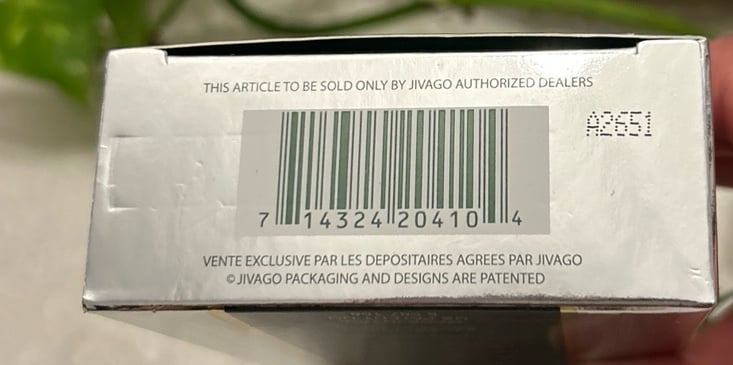 THIS ARTICLE TO BE SOLD ONLY BY JIVAGO AUTHORIZED DEALERS
A2651
7 14324 20410 4
VENTE EXCLUSIVE PAR LES DEPOSITAIRES AGREES PAR JIVAGO
© JIVAGO PACKAGING AND DESIGNS ARE PATENTED